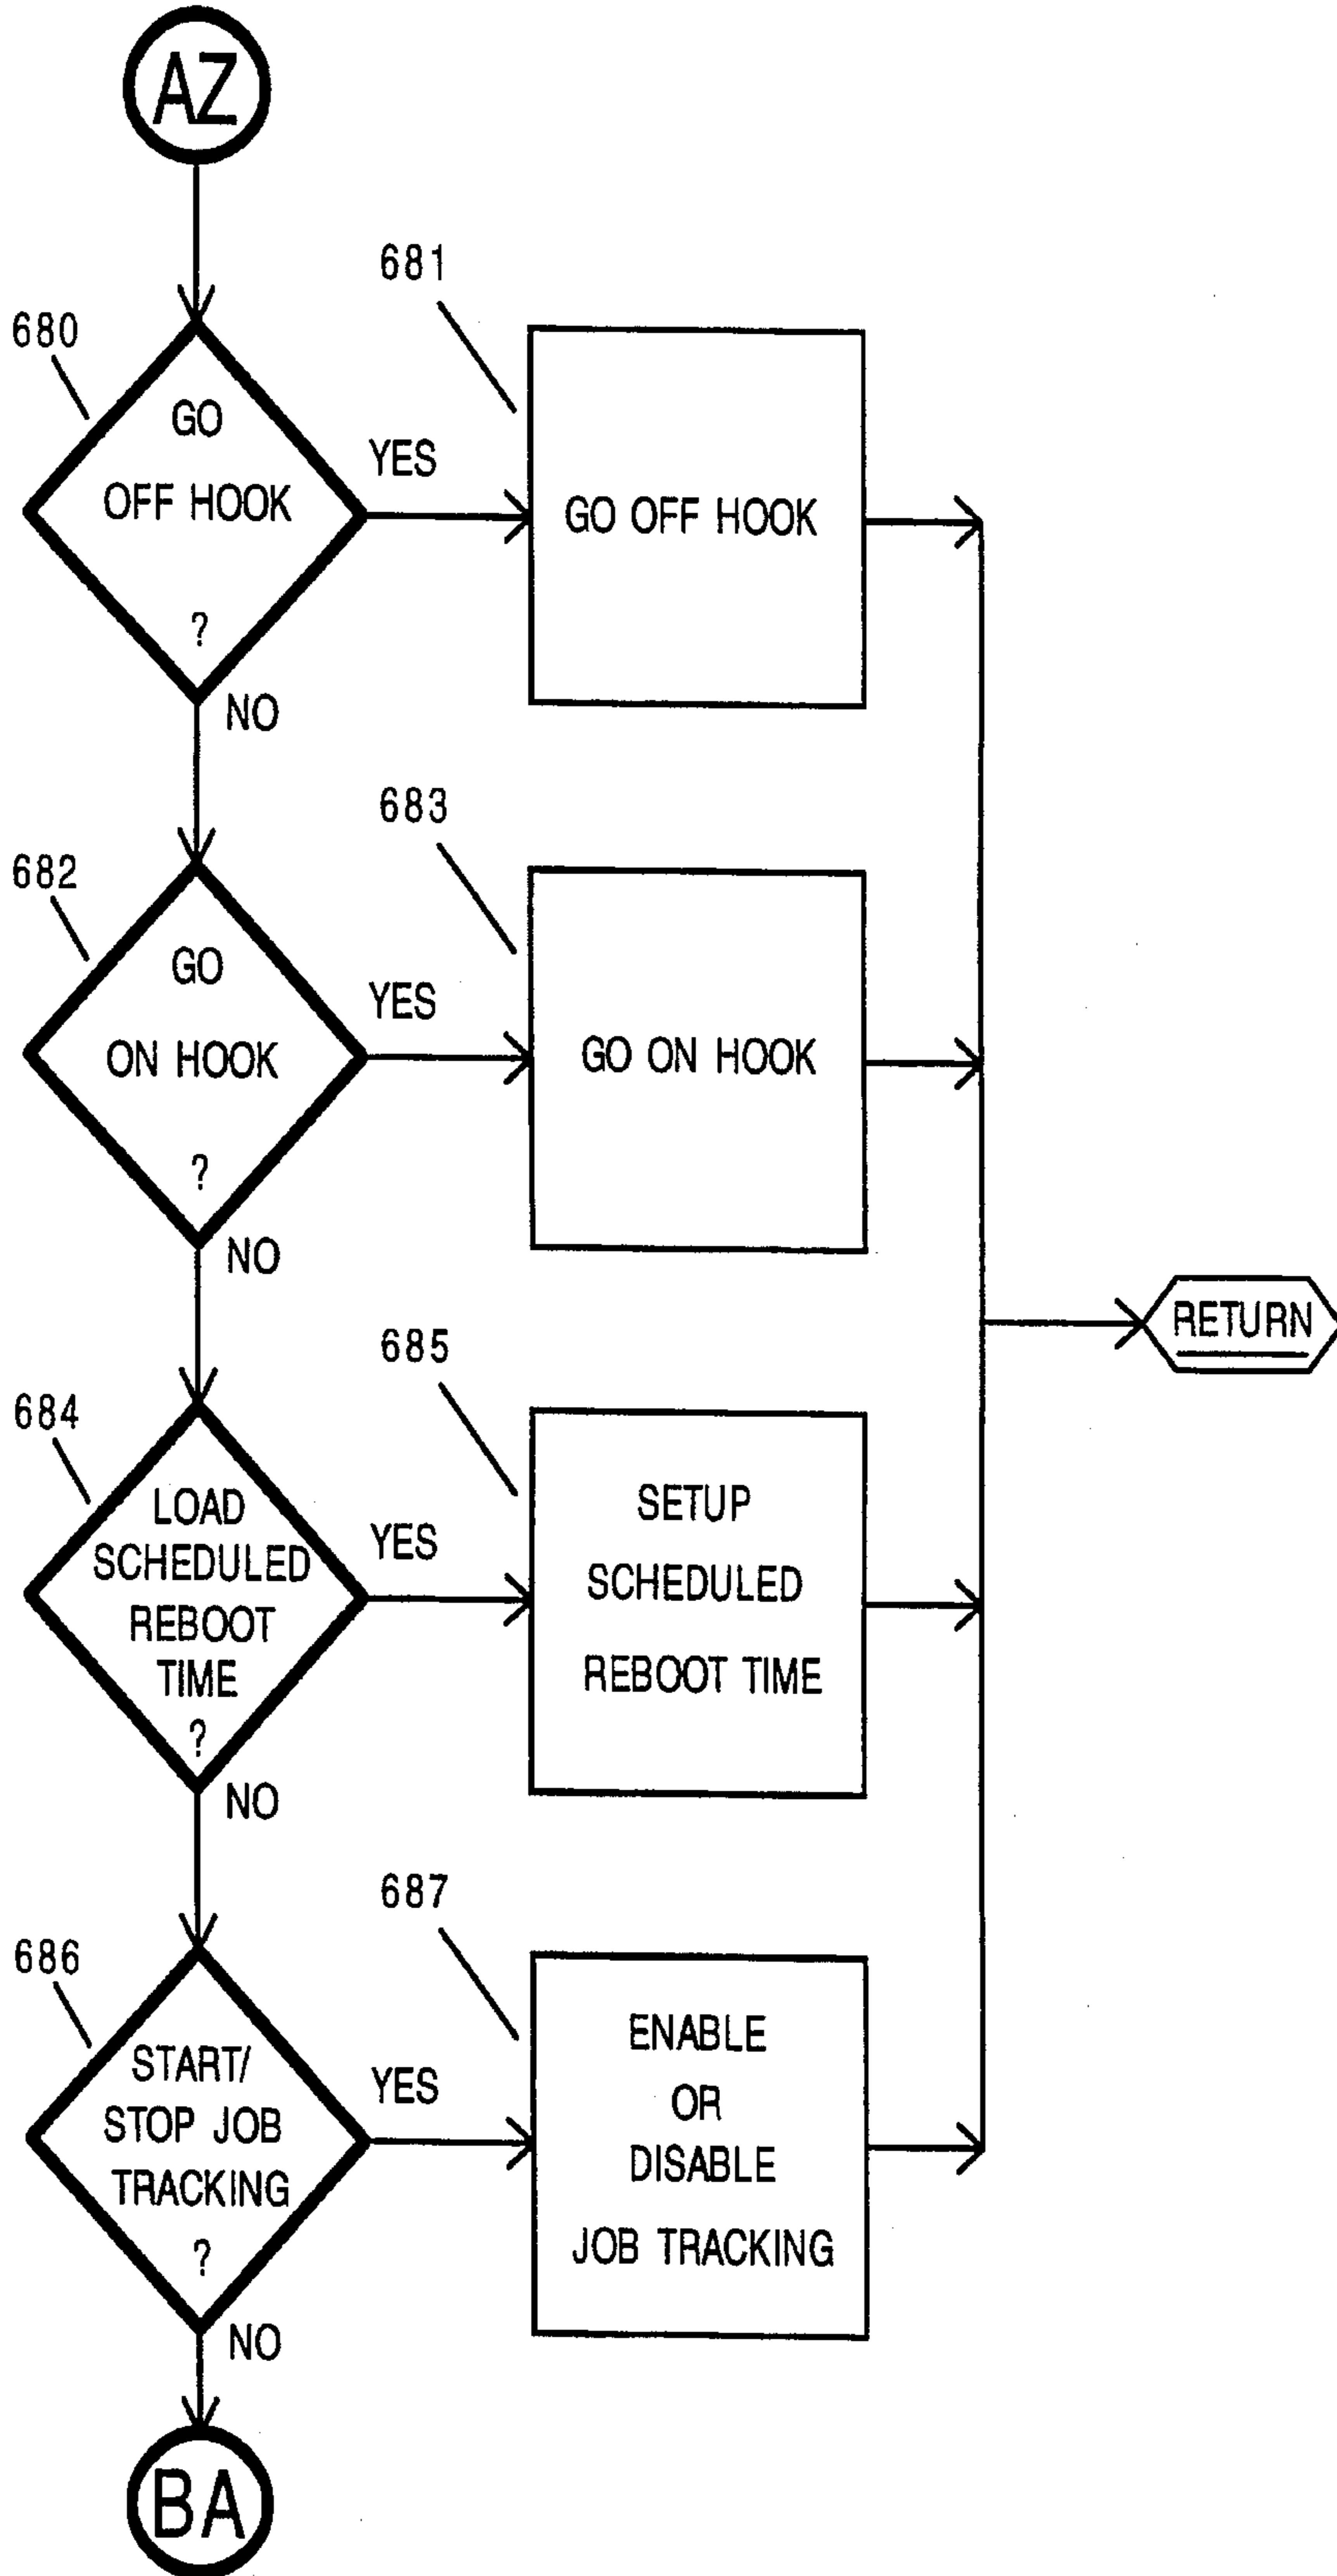 AZ
681
680
GO
OFF HOOK
?
YES
GO OFF HOOK
NO
683
682
GO
ON HOOK
?
YES
GO ON HOOK
NO
RETURN
685
684
LOAD
SCHEDULED
REBOOT
TIME
?
YES
SETUP
SCHEDULED
REBOOT TIME
NO
687
686
START/
STOP JOB
TRACKING
?
YES
ENABLE
OR
DISABLE
JOB TRACKING
NO
BA